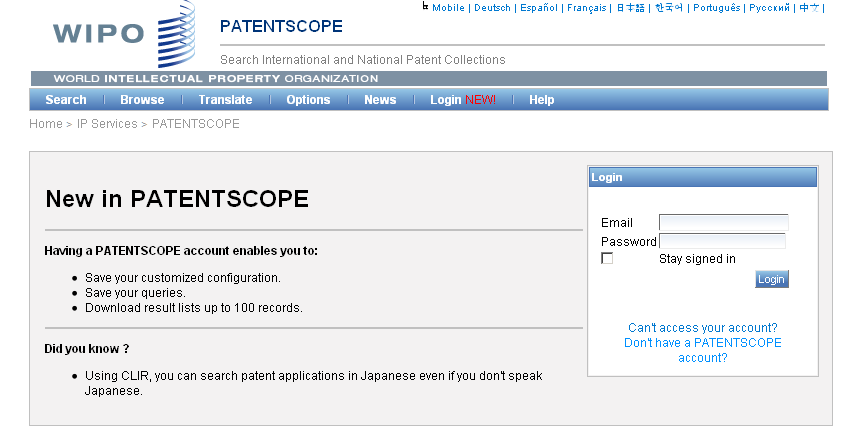 Mobile | Deutsch | Español | Français | 日本語 | 한국어 | Português | Русский | 中文 |
WIPO
PATENTSCOPE
Search International and National Patent Collections
WORLD INTELLECTUAL PROPERTY ORGANIZATION
Search | Browse | Translate | Options | News | Login NEW! | Help
Home > IP Services > PATENTSCOPE
New in PATENTSCOPE
Having a PATENTSCOPE account enables you to:
Save your customized configuration.
Save your queries.
Download result lists up to 100 records.
Did you know ?
Using CLIR, you can search patent applications in Japanese even if you don't speak
Japanese.
Login
Email
Password
Stay signed in
Login
Can't access your account?
Don't have a PATENTSCOPE
account?